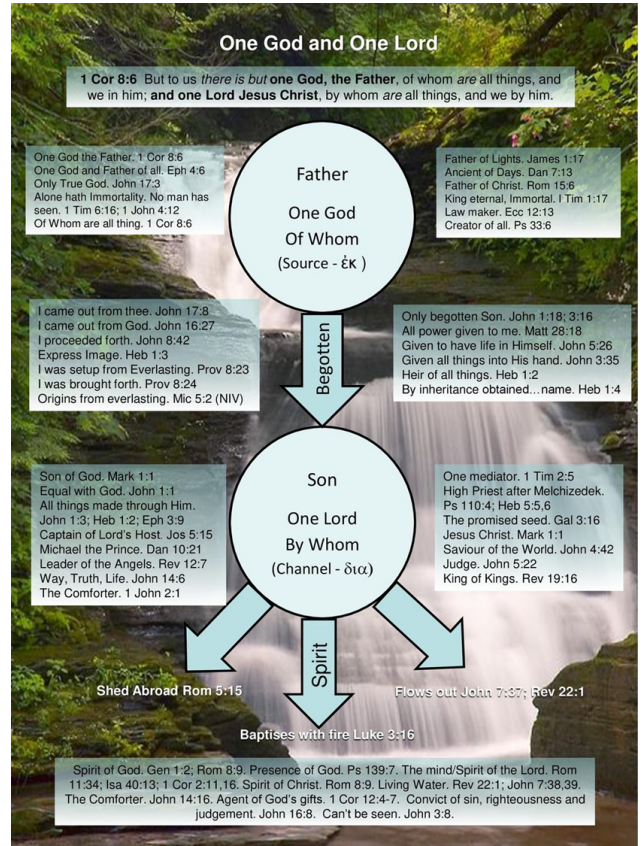 One God and One Lord
1 Cor 8:6  But to us there is but one God, the Father, of whom are all things, and
we in him; and one Lord Jesus Christ, by whom are all things, and we by him.
One God the Father. 1 Cor 8:6
One God and Father of all. Eph 4:6
Only True God. John 17:3
Alone hath Immortality. No man has
seen. 1 Tim 6:16; 1 John 4:12
Of Whom are all thing. 1 Cor 8:6
Father
One God
Of Whom
(Source - ἐκ )
Father of Lights. James 1:17
Ancient of Days. Dan 7:13
Father of Christ. Rom 15:6
King eternal, Immortal. I Tim 1:17
Law maker. Ecc 12:13
Creator of all. Ps 33:6
I came out from thee. John 17:8
I came out from God. John 16:27
I proceeded forth. John 8:42
Express Image. Heb 1:3
I was setup from Everlasting. Prov 8:23
I was brought forth. Prov 8:24
Origins from everlasting. Mic 5:2 (NIV)
Begotten
Only begotten Son. John 1:18; 3:16
All power given to me. Matt 28:18
Given to have life in Himself. John 5:26
Given all things into His hand. John 3:35
Heir of all things. Heb 1:2
By inheritance obtained…name. Heb 1:4
Son of God. Mark 1:1
Equal with God. John 1:1
All things made through Him.
John 1:3; Heb 1:2; Eph 3:9
Captain of Lord's Host. Jos 5:15
Michael the Prince. Dan 10:21
Leader of the Angels. Rev 12:7
Way, Truth, Life. John 14:6
The Comforter. 1 John 2:1
Son
One Lord
By Whom
(Channel - δια)
One mediator. 1 Tim 2:5
High Priest after Melchizedek.
Ps 110:4; Heb 5:5,6
The promised seed. Gal 3:16
Jesus Christ. Mark 1:1
Saviour of the World. John 4:42
Judge. John 5:22
King of Kings. Rev 19:16
Spirit
Shed Abroad Rom 5:15
Flows out John 7:37; Rev 22:1
Baptises with fire Luke 3:16
Spirit of God. Gen 1:2; Rom 8:9. Presence of God. Ps 139:7. The mind/Spirit of the Lord. Rom
11:34; Isa 40:13; 1 Cor 2:11,16. Spirit of Christ. Rom 8:9. Living Water. Rev 22:1; John 7:38,39.
The Comforter. John 14:16. Agent of God's gifts. 1 Cor 12:4-7.  Convict of sin, righteousness and
judgement. John 16:8.  Can't be seen. John 3:8.